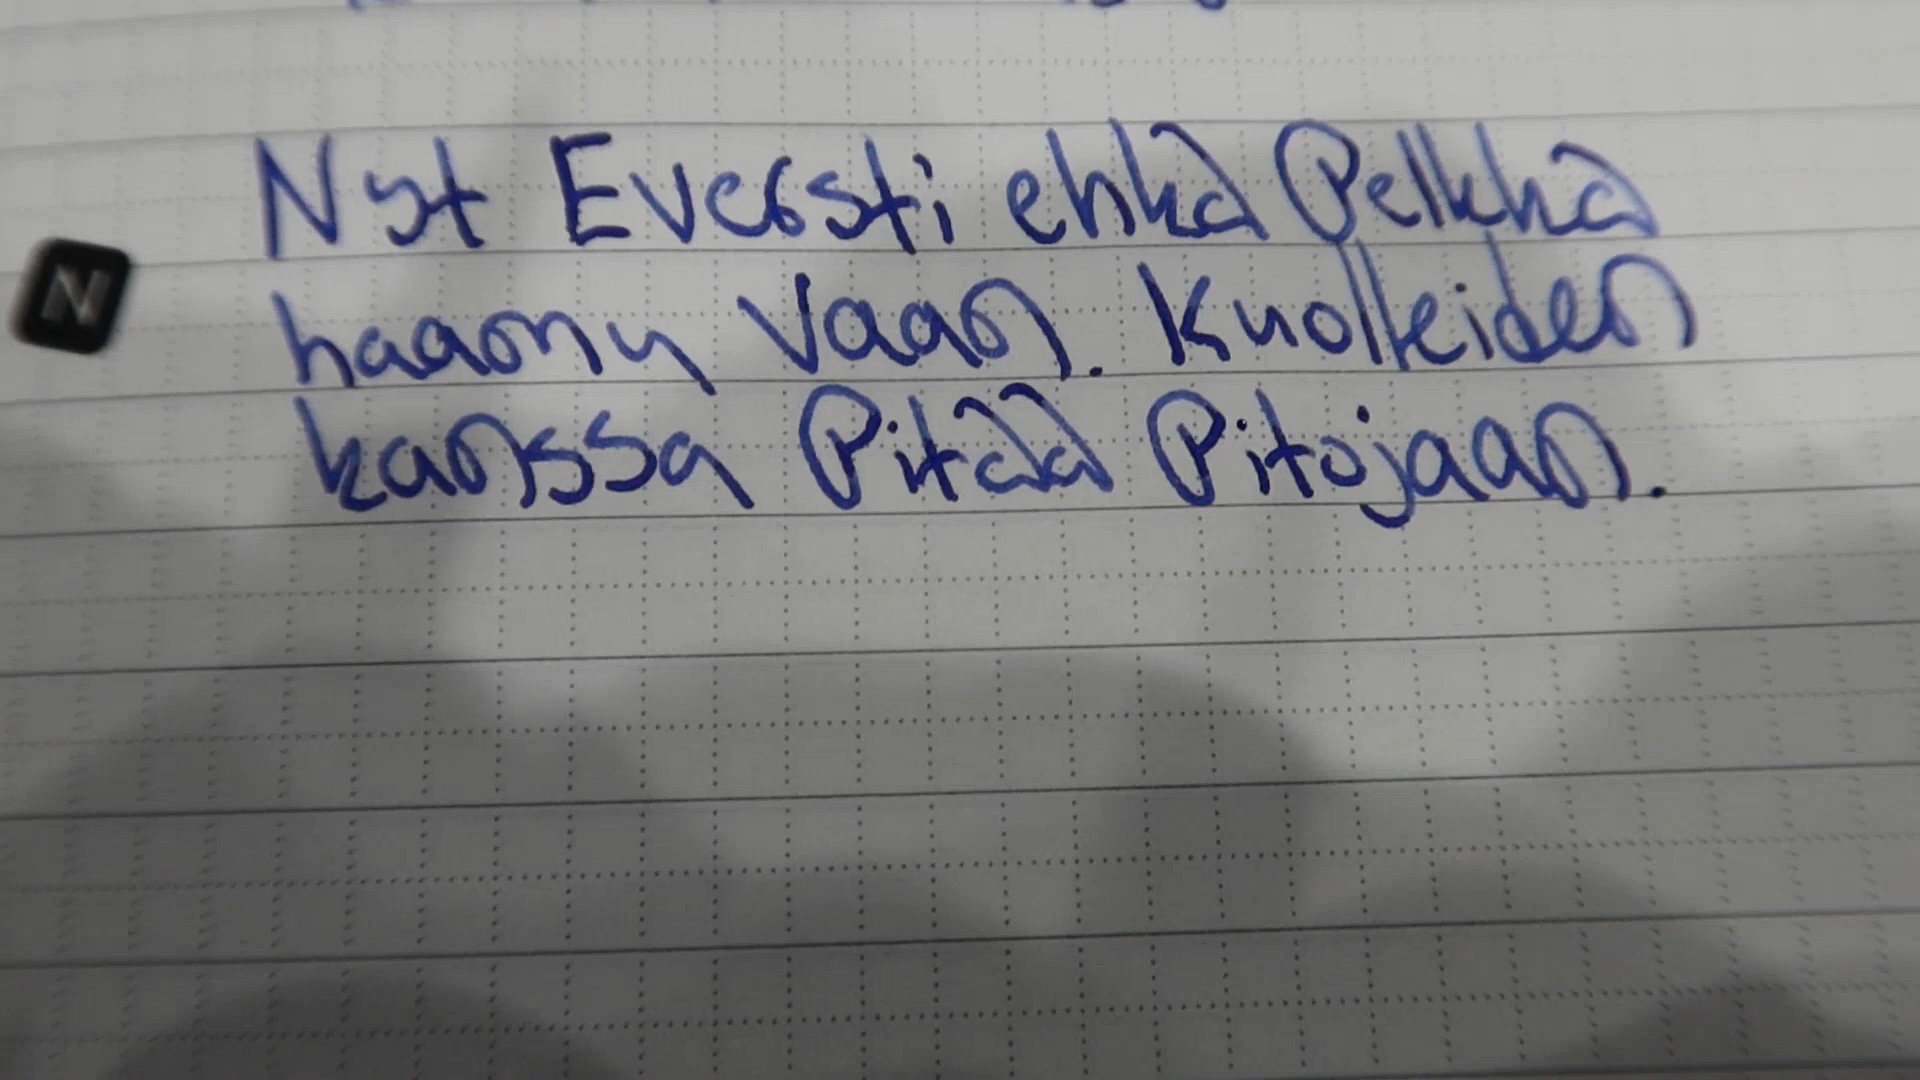 Nyt Eversti ehkä Pelkkä
haamu vaan. Kuolleiden
kanssa Pitää Pitojaan.
N